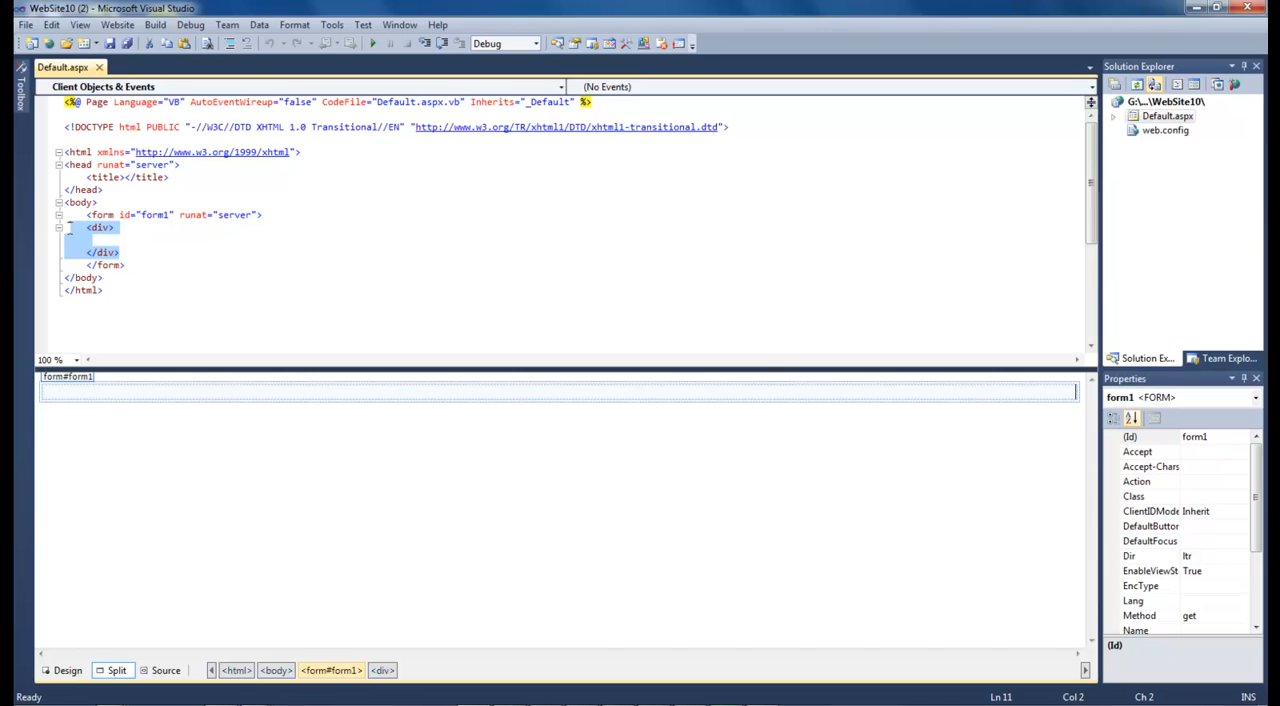 WebSite10 (2) - Microsoft Visual Studio
File Edit View Website Build Debug Team Data Format Tools Test Window Help
Debug
Toolbox
Default.aspx
Client Objects & Events
(No Events)
<%@ Page Language="VB" AutoEventWireup="false" CodeFile="Default.aspx.vb" Inherits="_Default" %>
<!DOCTYPE html PUBLIC "-//W3C//DTD XHTML 1.0 Transitional//EN" "http://www.w3.org/TR/xhtml1/DTD/xhtml1-transitional.dtd">
<html xmlns="http://www.w3.org/1999/xhtml">
<head runat="server">
<title></title>
</head>
<body>
<form id="form1" runat="server">
<div>
</div>
</form>
</body>
</html>
100 %
form#form1
Design Split Source <html> <body> <form#form1> <div>
Solution Explorer
G:\...\WebSite10\
Default.aspx
web.config
Solution Ex... Team Explo...
Properties
form1 <FORM>
(Id) form1
Accept
Accept-Chars
Action
Class
ClientIDMode Inherit
DefaultButtor
DefaultFocus
Dir ltr
EnableViewSt True
EncType
Lang
Method get
Name
(Id)
Ready Ln 11 Col 2 Ch 2 INS